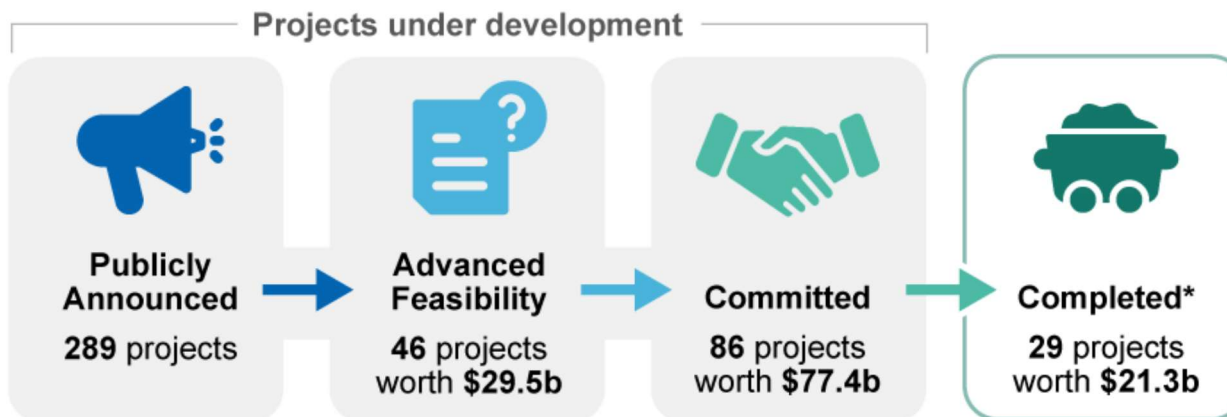 Projects under development
?
Publicly
Announced
289 projects
Advanced
Feasibility
46 projects
worth $29.5b
Committed
86 projects
worth $77.4b
Completed*
29 projects
worth $21.3b